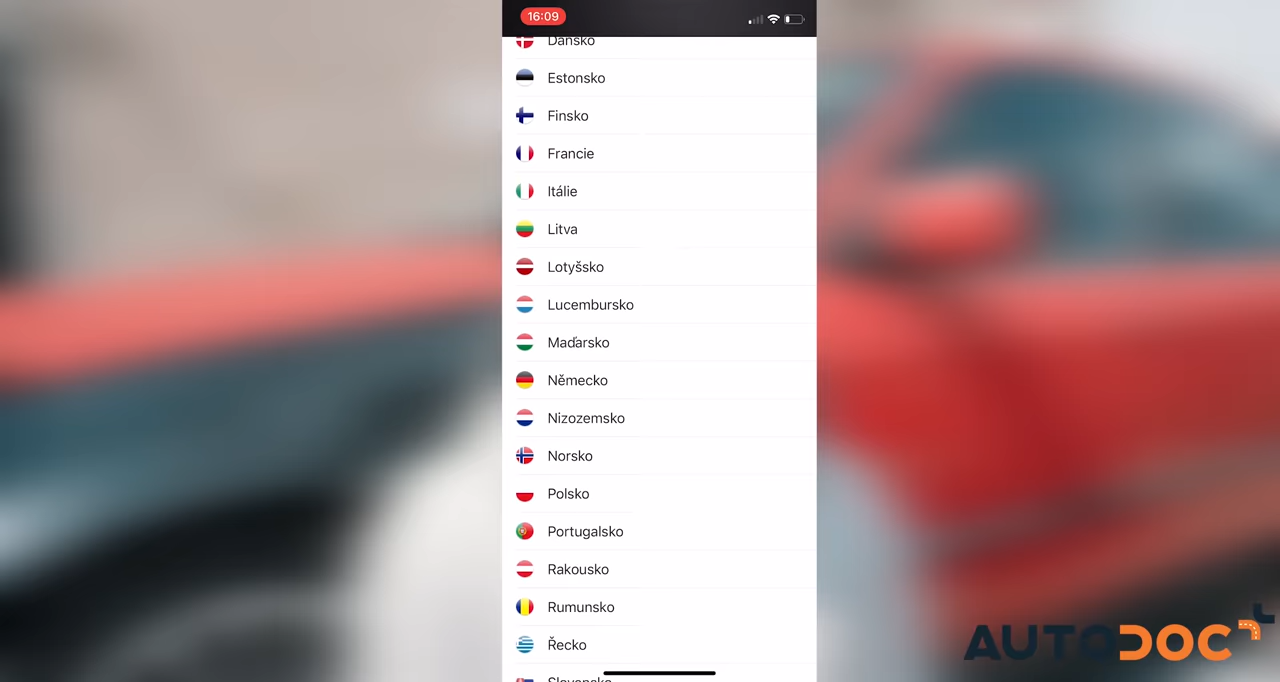 16:09
Dánsko
Estonsko
Finsko
Francie
Itálie
Litva
Lotyšsko
Lucembursko
Maďarsko
Německo
Nizozemsko
Norsko
Polsko
Portugalsko
Rakousko
Rumunsko
Řecko
Slovensko
AUTODOC